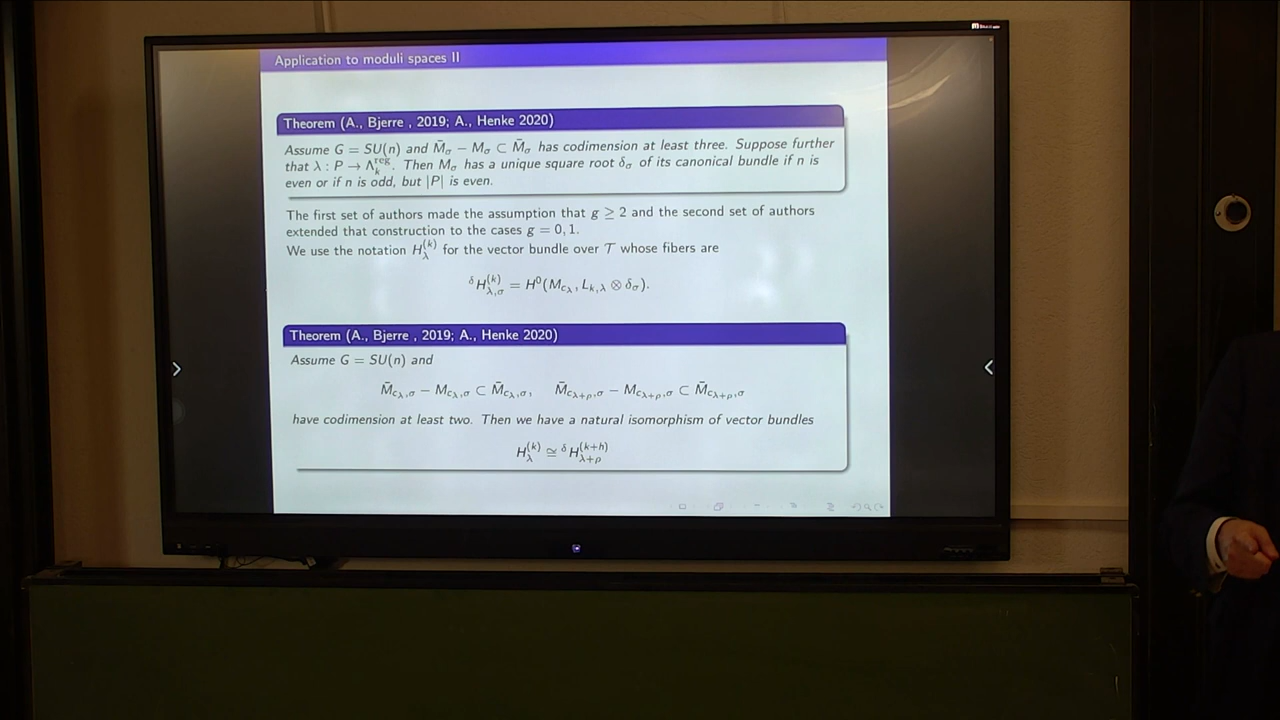 Application to moduli spaces II
Theorem (A., Bjerre , 2019; A., Henke 2020)
Assume G = SU(n) and M̄_σ − M_σ ⊂ M̄_σ has codimension at least three. Suppose further
that λ : P → Λ_k^reg. Then M_σ has a unique square root δ_σ of its canonical bundle if n is
even or if n is odd, but |P| is even.
The first set of authors made the assumption that g ≥ 2 and the second set of authors
extended that construction to the cases g = 0, 1.
We use the notation H_λ^(k) for the vector bundle over 𝒯 whose fibers are
^δH_{λ,σ}^(k) = H^0(M_{c_λ}, L_{k,λ} ⊗ δ_σ).
Theorem (A., Bjerre , 2019; A., Henke 2020)
Assume G = SU(n) and
M̄_{c_λ,σ} − M_{c_λ,σ} ⊂ M̄_{c_λ,σ}, M̄_{c_{λ+ρ},σ} − M_{c_{λ+ρ},σ} ⊂ M̄_{c_{λ+ρ},σ}
have codimension at least two. Then we have a natural isomorphism of vector bundles
H_λ^(k) ≅ ^δH_{λ+ρ}^(k+h)